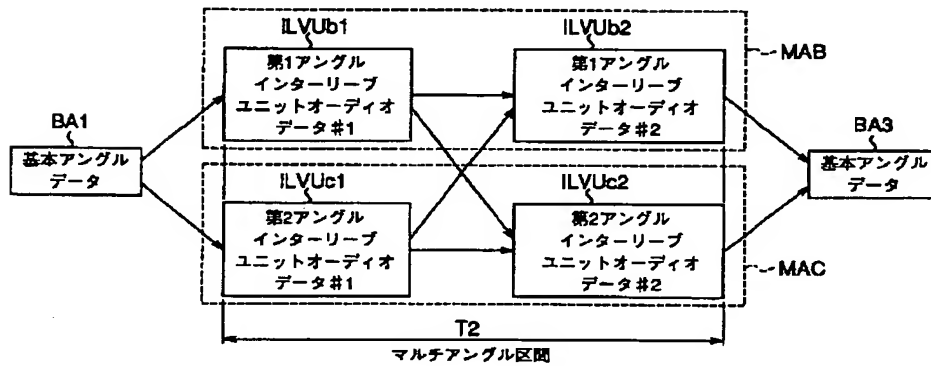 ILVUb1
ILVUb2
第1アングル
インターリーブ
ユニットオーディオ
データ#1
第1アングル
インターリーブ
ユニットオーディオ
データ#2
MAB
BA1
基本アングル
データ
BA3
基本アングル
データ
ILVUc1
ILVUc2
第2アングル
インターリーブ
ユニットオーディオ
データ#1
第2アングル
インターリーブ
ユニットオーディオ
データ#2
MAC
T2
マルチアングル区間